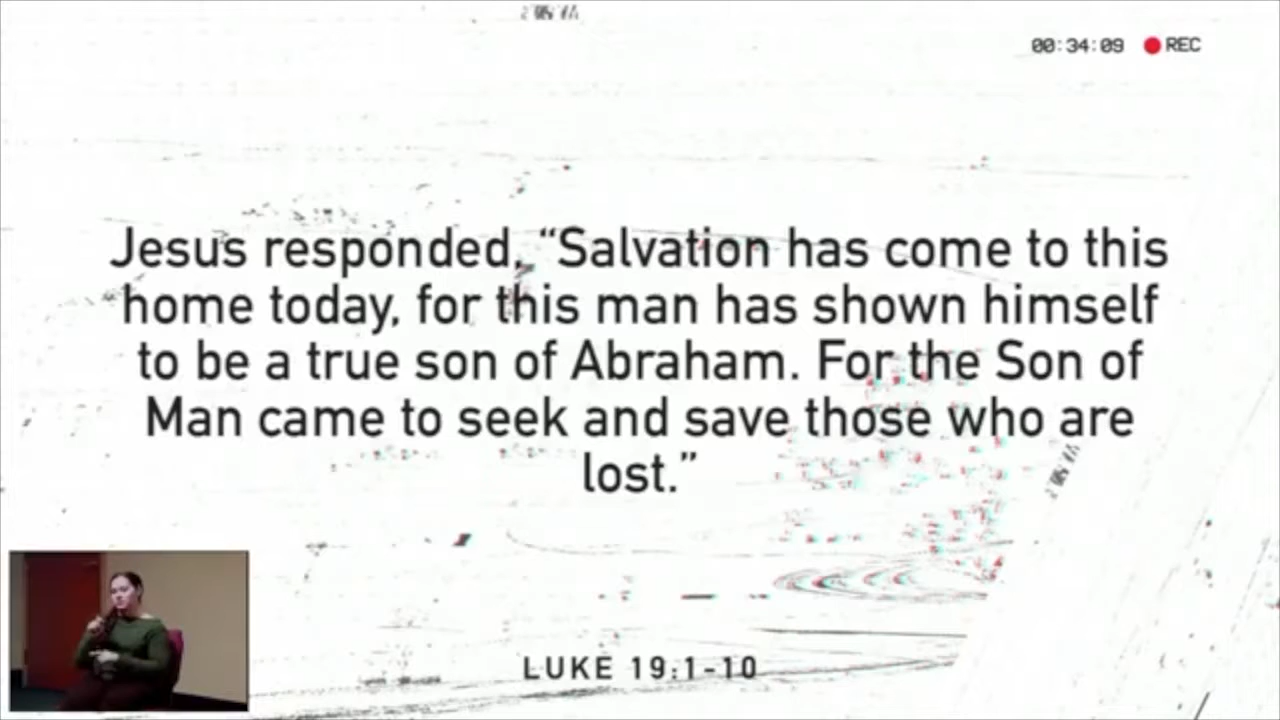 00:34:09 REC
Jesus responded, “Salvation has come to this
home today, for this man has shown himself
to be a true son of Abraham. For the Son of
Man came to seek and save those who are
lost.”
LUKE 19:1-10